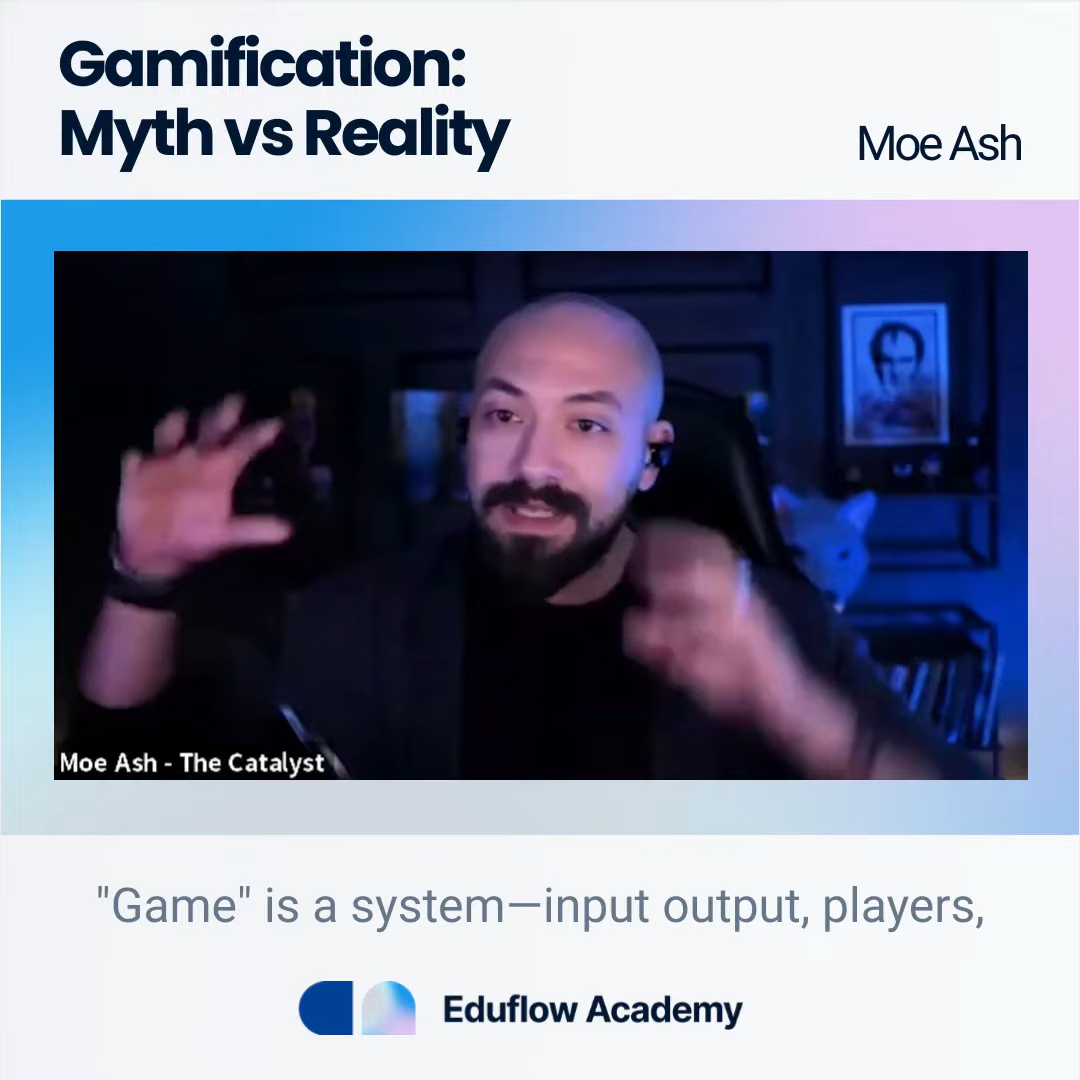 Gamification:
Myth vs Reality
Moe Ash
Moe Ash - The Catalyst
"Game" is a system—input output, players,
Eduflow Academy